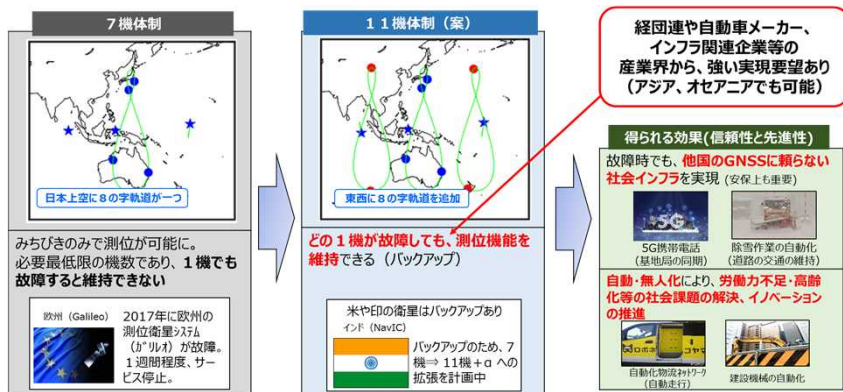 7機体制
日本上空に8の字軌道が一つ
みちびきのみで測位が可能に。
必要最低限の機数であり、1機でも
故障すると維持できない
欧州（Galileo）
2017年に欧州の
測位衛星ｼｽﾃﾑ
（ｶﾞﾘﾚｵ）が故障。
1週間程度、サー
ビス停止。
11機体制（案）
東西に8の字軌道を追加
どの1機が故障しても、測位機能を
維持できる（バックアップ）
米や印の衛星はバックアップあり
インド（NavIC）
バックアップのため、7
機⇒ 11機+α への
拡張を計画中
経団連や自動車メーカー、
インフラ関連企業等の
産業界から、強い実現要望あり
（アジア、オセアニアでも可能）
得られる効果(信頼性と先進性)
故障時でも、他国のGNSSに頼らない
社会インフラを実現 (安保上も重要)
5G
5G携帯電話
（基地局の同期）
除雪作業の自動化
（道路の交通の維持）
自動・無人化により、労働力不足・高齢
化等の社会課題の解決、イノベーション
の推進
自動化物流ﾈｯﾄﾜｰｸ
（自動走行）
建設機械の自動化